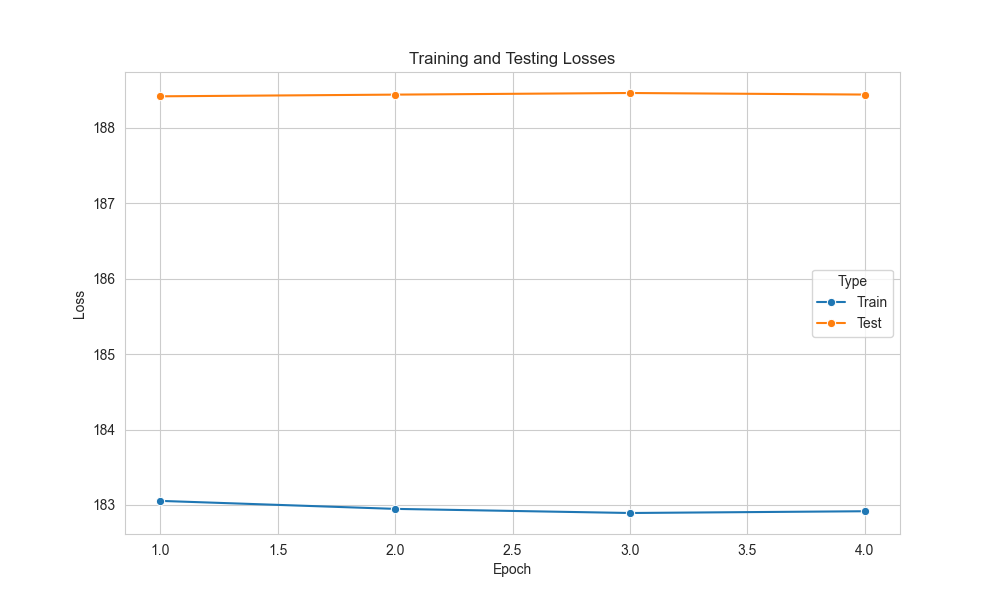 Training and Testing Losses
Loss
188
187
186
185
184
183
Type
Train
Test
1.0 1.5 2.0 2.5 3.0 3.5 4.0
Epoch